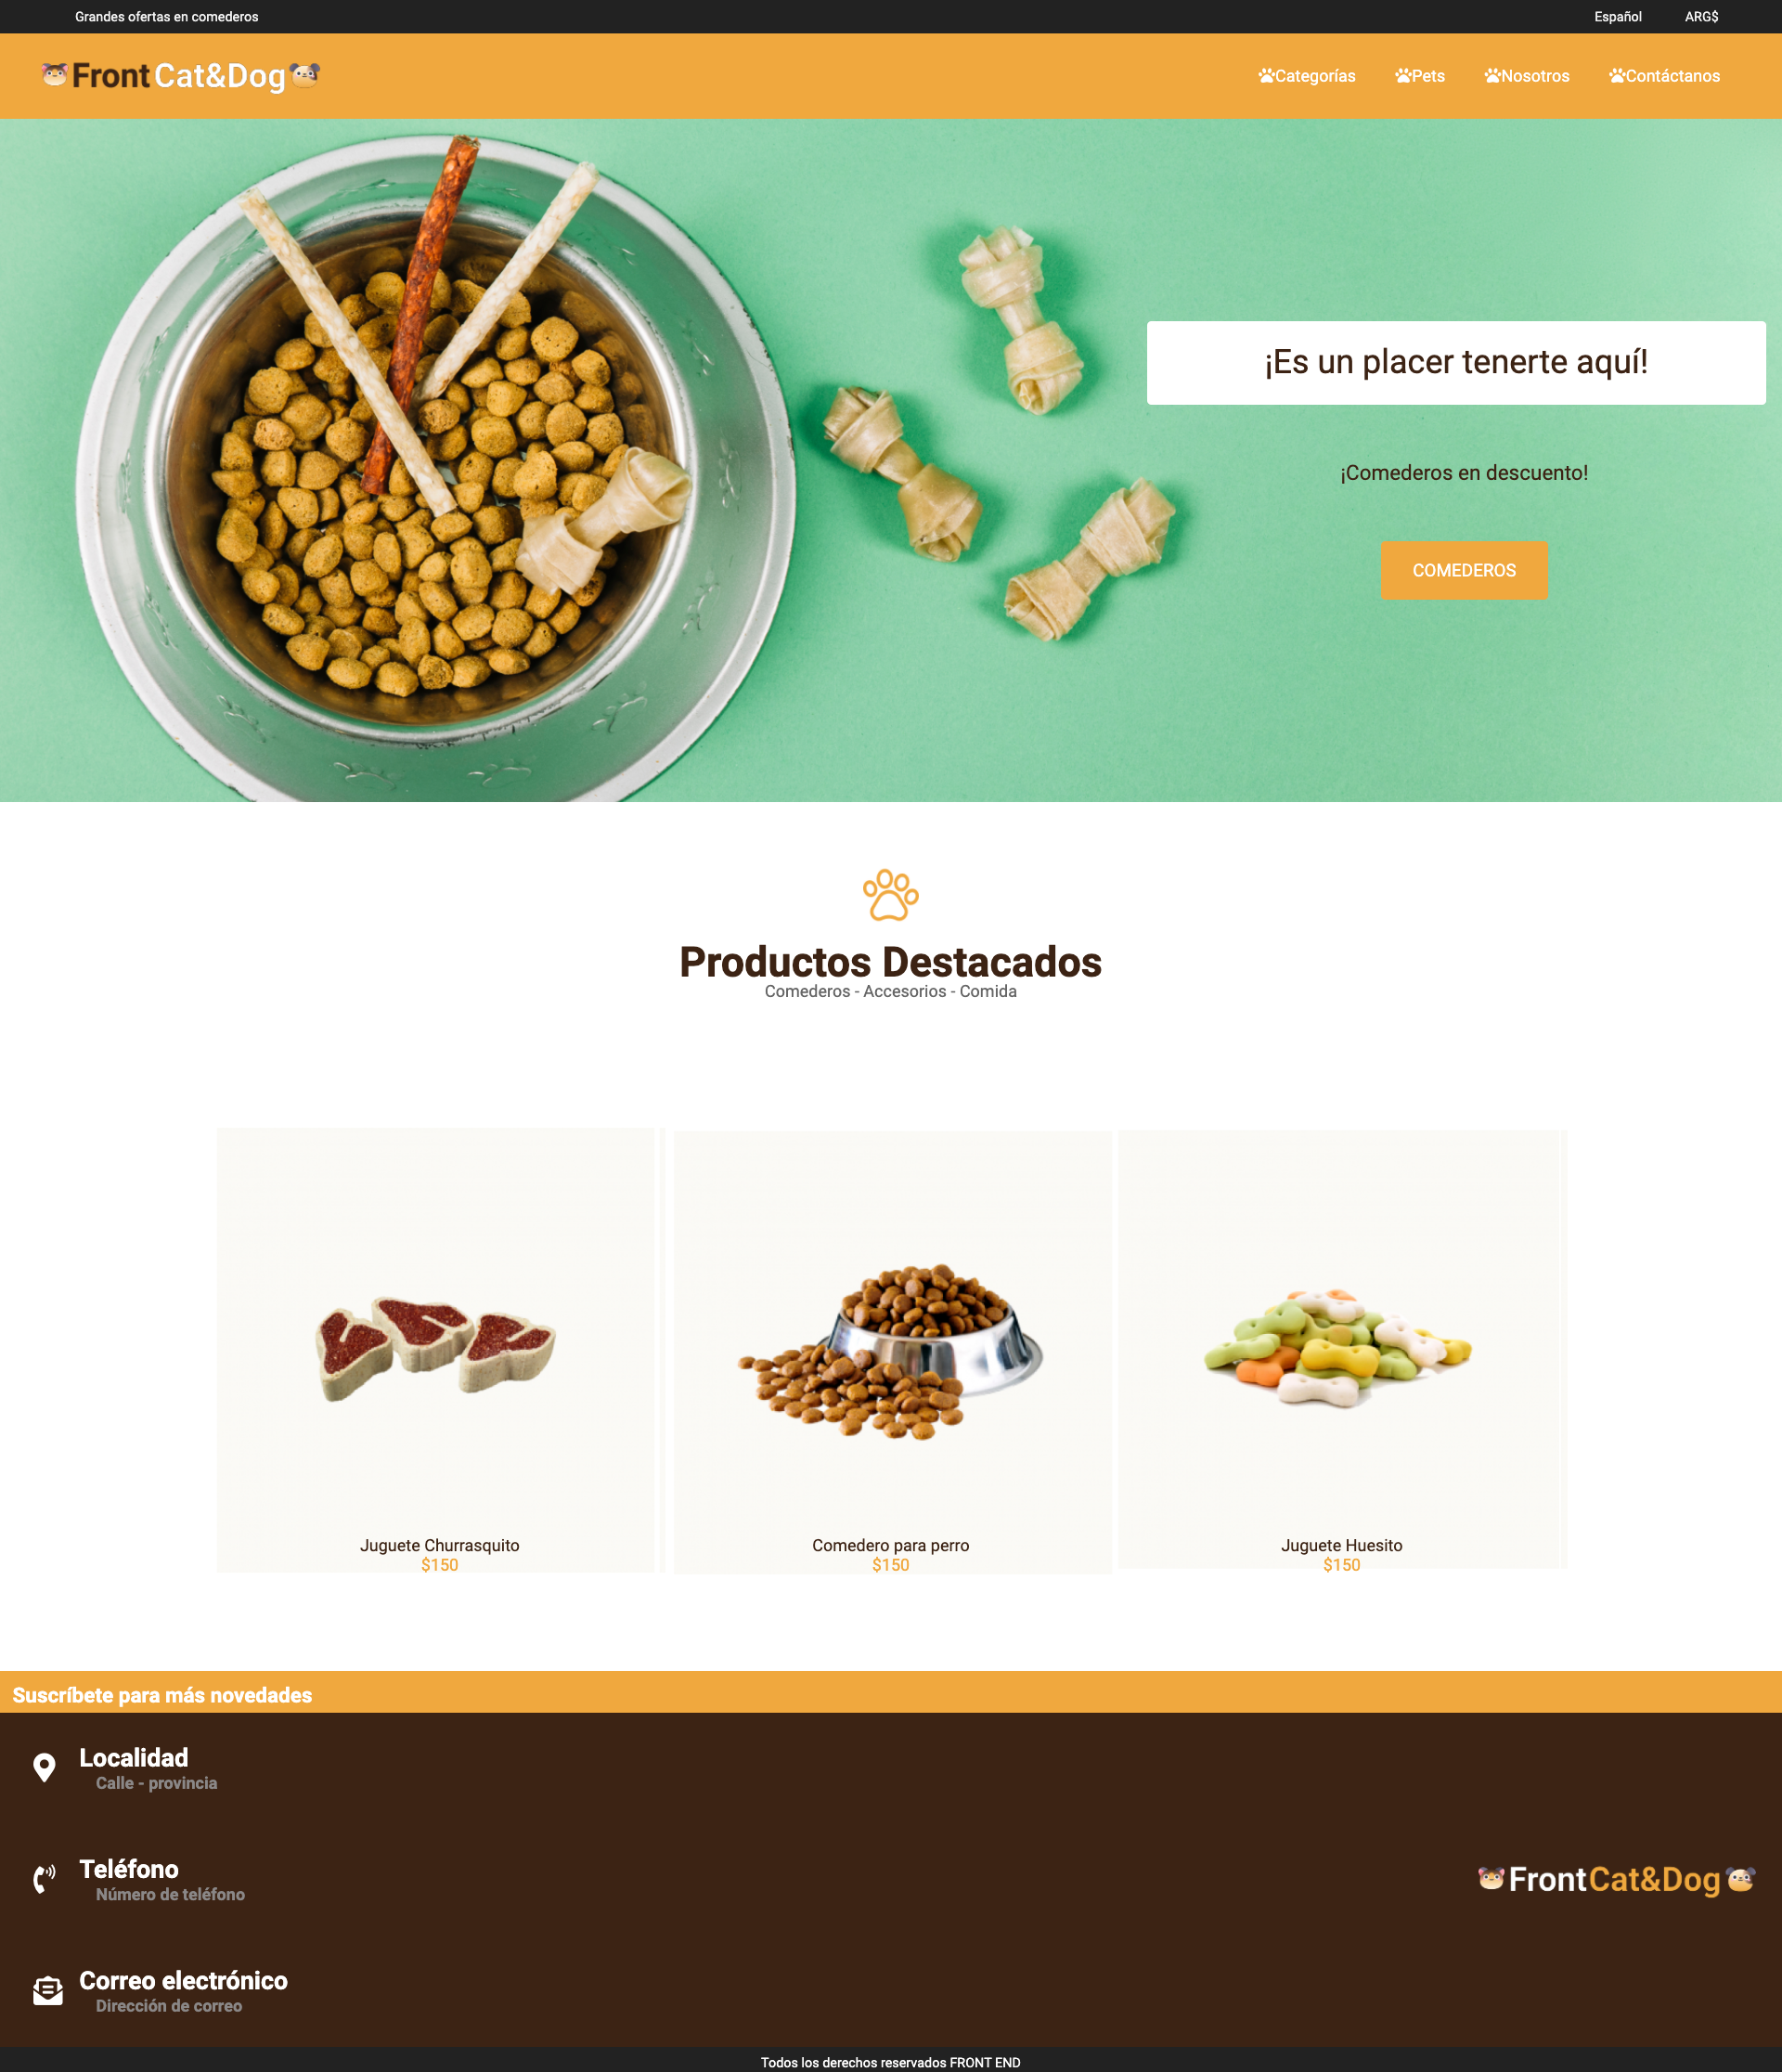 Grandes ofertas en comederos
Español
ARG$
Front Cat&Dog
Categorías
Pets
Nosotros
Contáctanos
¡Es un placer tenerte aquí!
¡Comederos en descuento!
COMEDEROS
Productos Destacados
Comederos - Accesorios - Comida
Juguete Churrasquito
$150
Comedero para perro
$150
Juguete Huesito
$150
Suscríbete para más novedades
Localidad
Calle - provincia
Teléfono
Número de teléfono
Front Cat&Dog
Correo electrónico
Dirección de correo
Todos los derechos reservados FRONT END